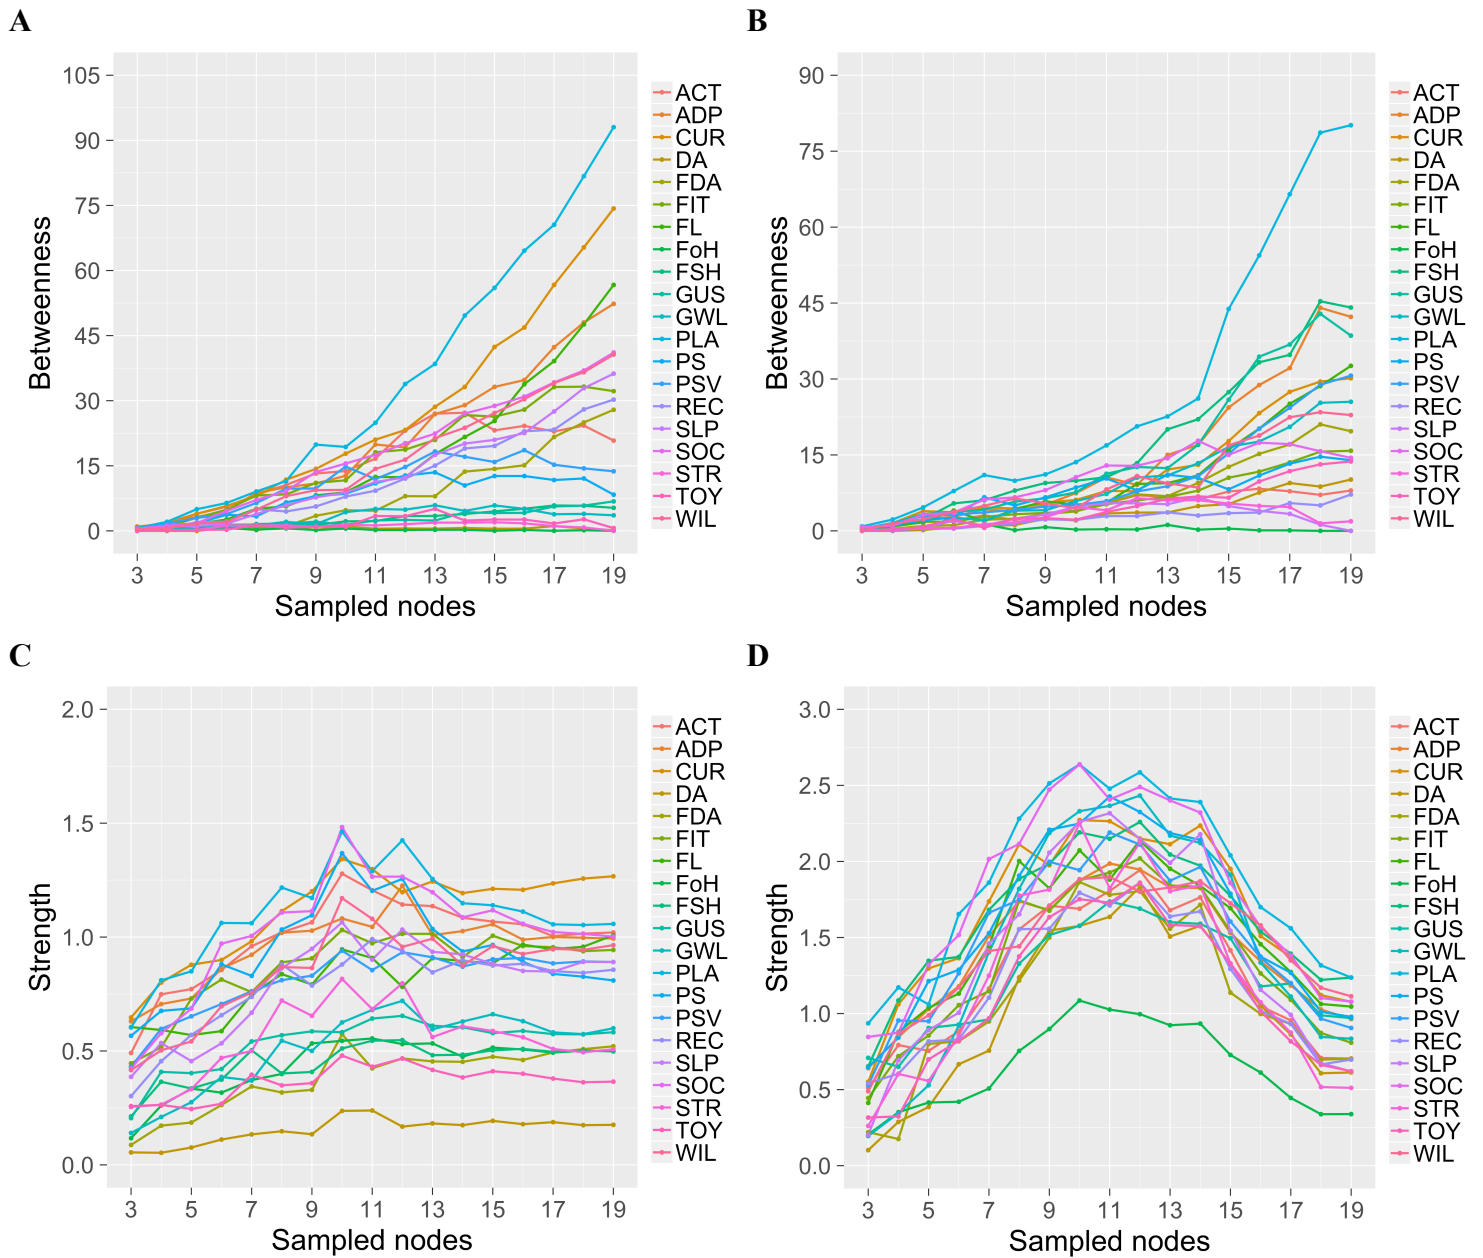 A
105
90
75
60
45
30
15
0
Betweenness
3 5 7 9 11 13 15 17 19
Sampled nodes
ACT
ADP
CUR
DA
FDA
FIT
FL
FoH
FSH
GUS
GWL
PLA
PS
PSV
REC
SLP
SOC
STR
TOY
WIL
B
90
75
60
45
30
15
0
Betweenness
3 5 7 9 11 13 15 17 19
Sampled nodes
ACT
ADP
CUR
DA
FDA
FIT
FL
FoH
FSH
GUS
GWL
PLA
PS
PSV
REC
SLP
SOC
STR
TOY
WIL
C
2.0
1.5
1.0
0.5
0.0
Strength
3 5 7 9 11 13 15 17 19
Sampled nodes
ACT
ADP
CUR
DA
FDA
FIT
FL
FoH
FSH
GUS
GWL
PLA
PS
PSV
REC
SLP
SOC
STR
TOY
WIL
D
3.0
2.5
2.0
1.5
1.0
0.5
0.0
Strength
3 5 7 9 11 13 15 17 19
Sampled nodes
ACT
ADP
CUR
DA
FDA
FIT
FL
FoH
FSH
GUS
GWL
PLA
PS
PSV
REC
SLP
SOC
STR
TOY
WIL